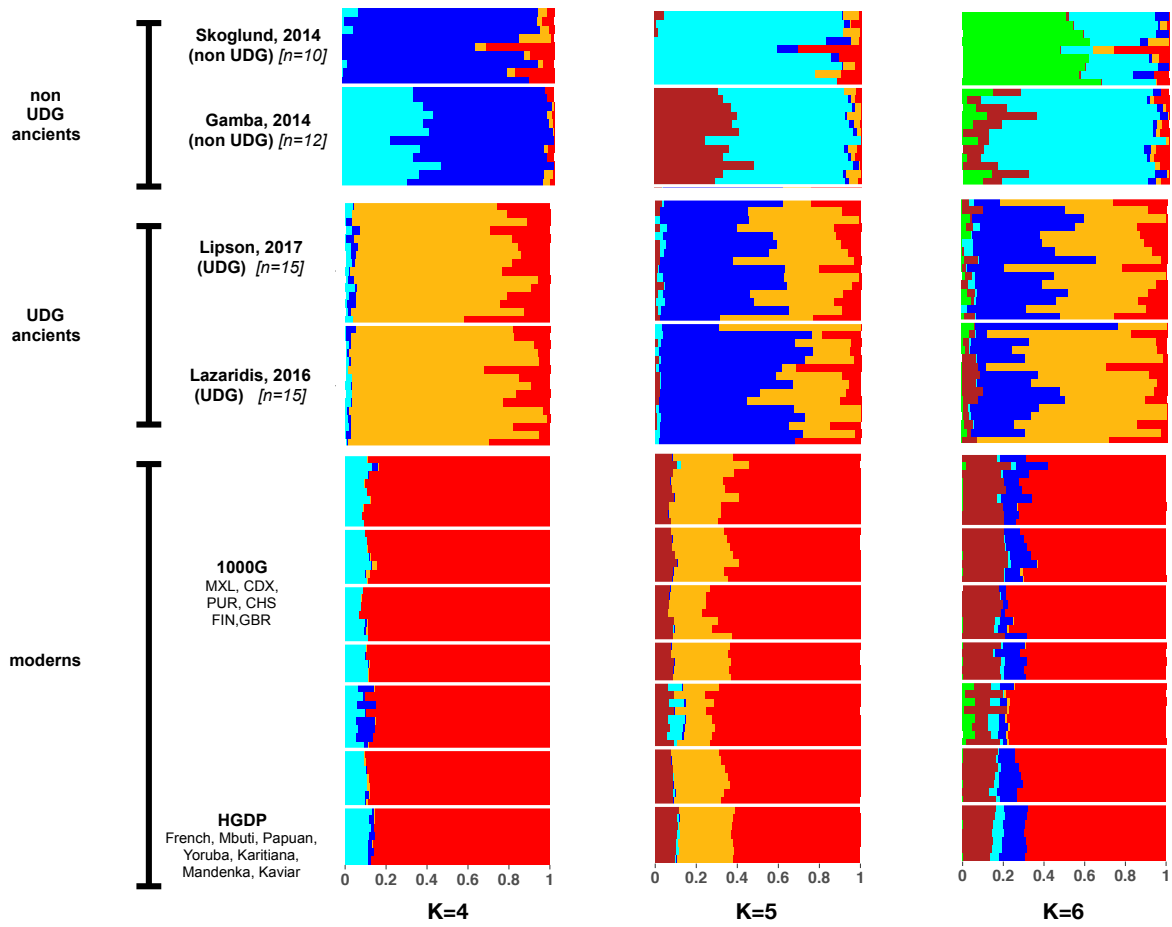 non
UDG
ancients
Skoglund, 2014
(non UDG) [n=10]
Gamba, 2014
(non UDG) [n=12]
UDG
ancients
Lipson, 2017
(UDG) [n=15]
Lazaridis, 2016
(UDG) [n=15]
moderns
1000G
MXL, CDX,
PUR, CHS
FIN,GBR
HGDP
French, Mbuti, Papuan,
Yoruba, Karitiana,
Mandenka, Kaviar
0 0.2 0.4 0.6 0.8 1
K=4
0 0.2 0.4 0.6 0.8 1
K=5
0 0.2 0.4 0.6 0.8 1
K=6